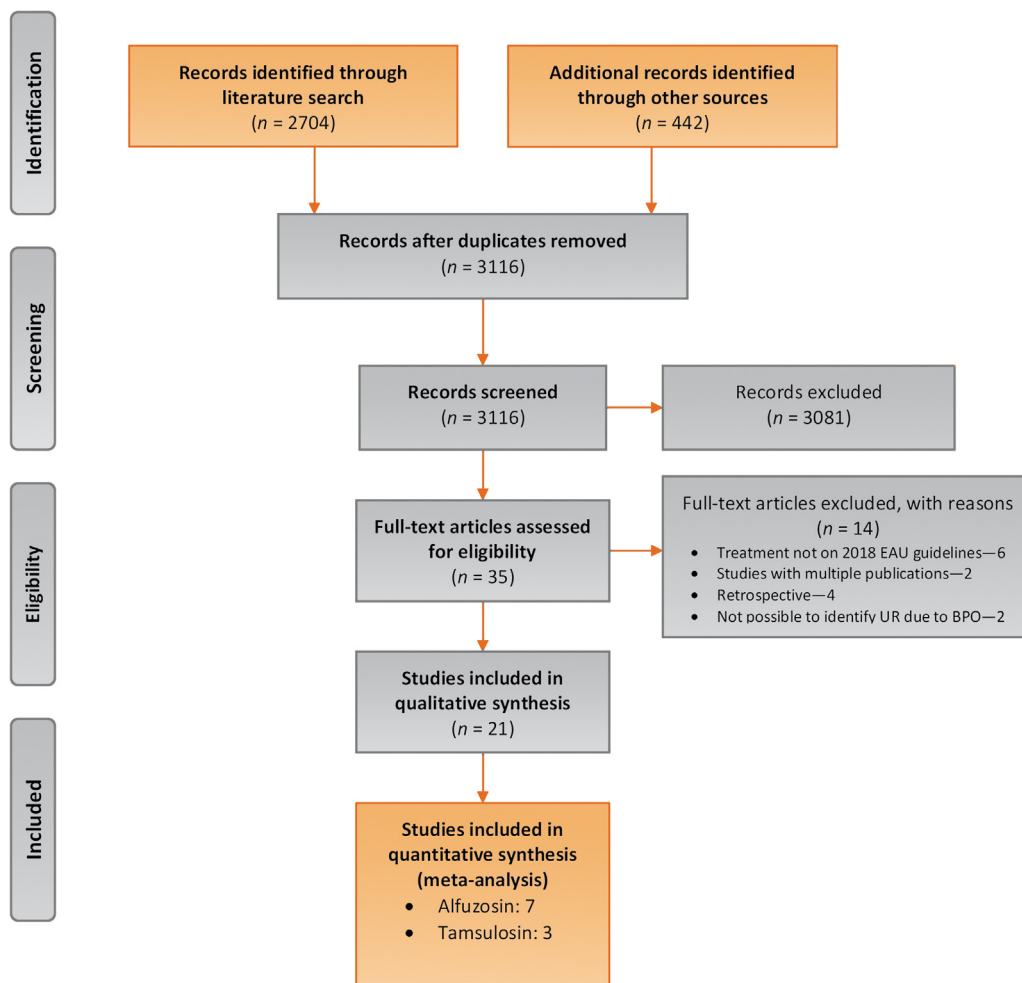 Identification
Records identified through
literature search
(n = 2704)
Additional records identified
through other sources
(n = 442)
Records after duplicates removed
(n = 3116)
Screening
Records screened
(n = 3116)
Records excluded
(n = 3081)
Eligibility
Full-text articles assessed
for eligibility
(n = 35)
Full-text articles excluded, with reasons
(n = 14)
• Treatment not on 2018 EAU guidelines—6
• Studies with multiple publications—2
• Retrospective—4
• Not possible to identify UR due to BPO—2
Studies included in
qualitative synthesis
(n = 21)
Included
Studies included in
quantitative synthesis
(meta-analysis)
• Alfuzosin: 7
• Tamsulosin: 3